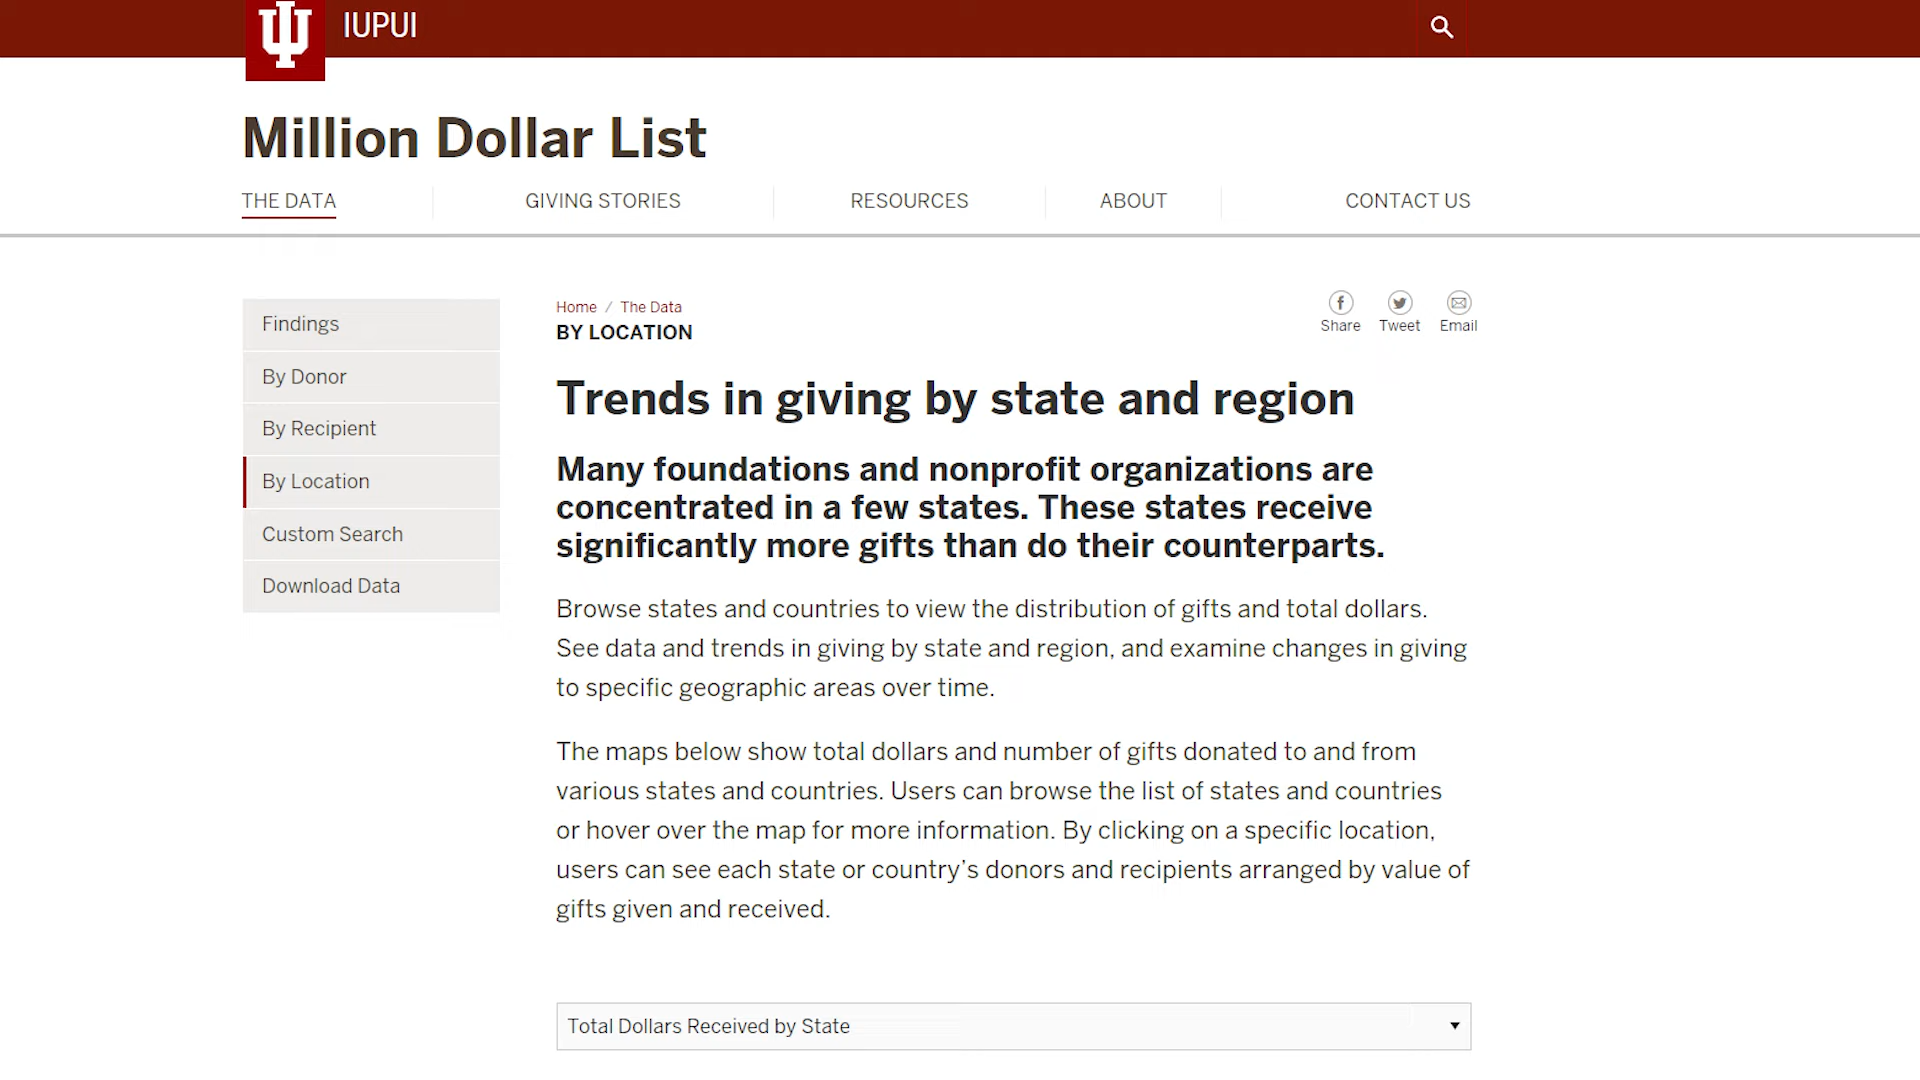 IUPUI
Million Dollar List
THE DATA
GIVING STORIES
RESOURCES
ABOUT
CONTACT US
Findings
By Donor
By Recipient
By Location
Custom Search
Download Data
Home / The Data
BY LOCATION
Share
Tweet
Email
Trends in giving by state and region
Many foundations and nonprofit organizations are
concentrated in a few states. These states receive
significantly more gifts than do their counterparts.
Browse states and countries to view the distribution of gifts and total dollars.
See data and trends in giving by state and region, and examine changes in giving
to specific geographic areas over time.
The maps below show total dollars and number of gifts donated to and from
various states and countries. Users can browse the list of states and countries
or hover over the map for more information. By clicking on a specific location,
users can see each state or country’s donors and recipients arranged by value of
gifts given and received.
Total Dollars Received by State